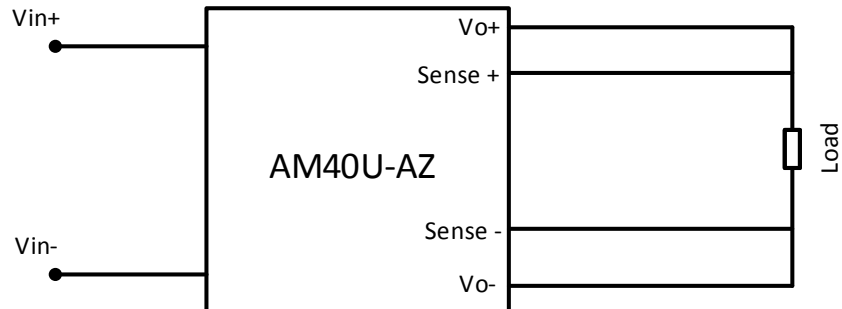 Vin+
Vo+
Sense +
AM40U-AZ
Load
Sense -
Vin-
Vo-